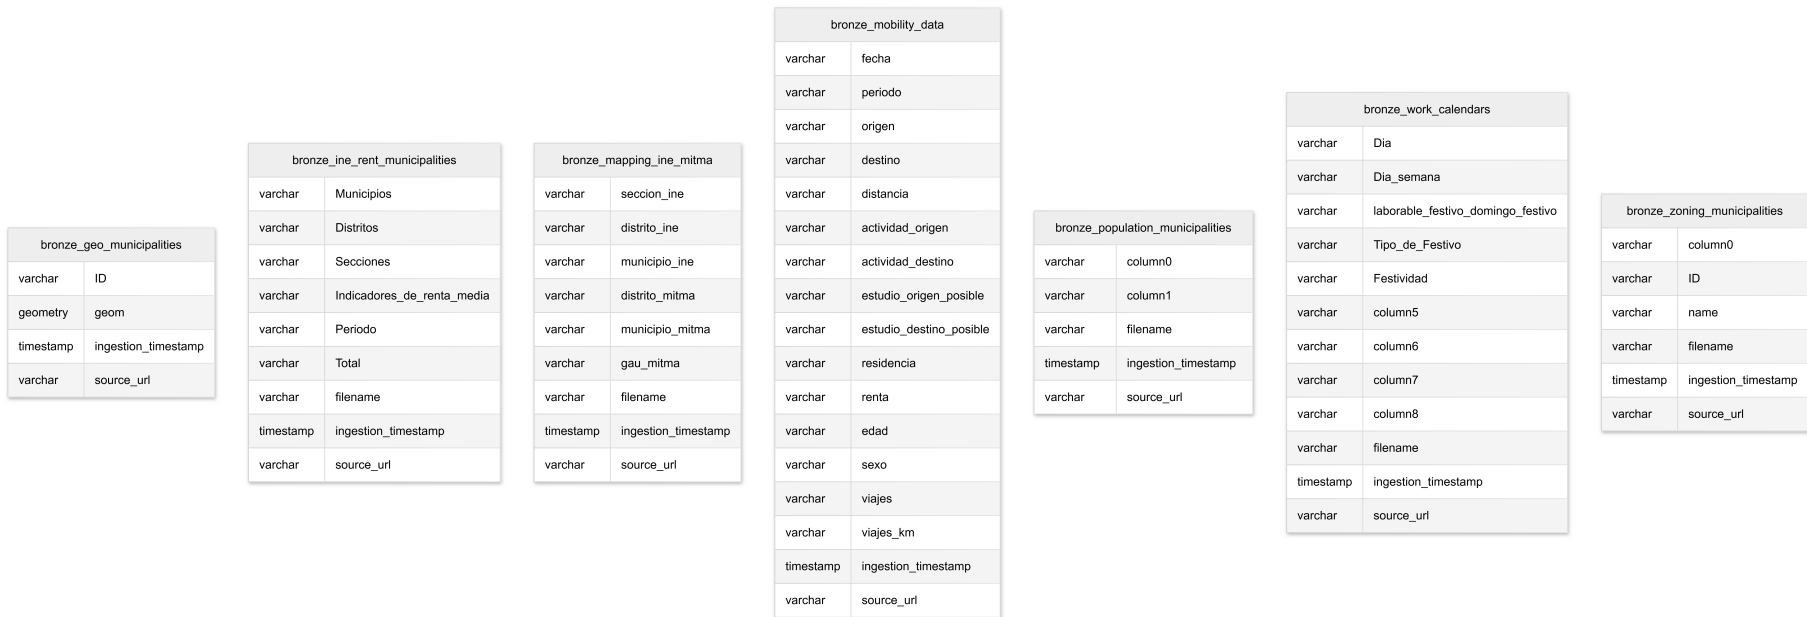 bronze_geo_municipalities
varchar ID
geometry geom
timestamp ingestion_timestamp
varchar source_url
bronze_ine_rent_municipalities
varchar Municipios
varchar Distritos
varchar Secciones
varchar Indicadores_de_renta_media
varchar Periodo
varchar Total
varchar filename
timestamp ingestion_timestamp
varchar source_url
bronze_mapping_ine_mitma
varchar seccion_ine
varchar distrito_ine
varchar municipio_ine
varchar distrito_mitma
varchar municipio_mitma
varchar gau_mitma
varchar filename
timestamp ingestion_timestamp
varchar source_url
bronze_mobility_data
varchar fecha
varchar periodo
varchar origen
varchar destino
varchar distancia
varchar actividad_origen
varchar actividad_destino
varchar estudio_origen_posible
varchar estudio_destino_posible
varchar residencia
varchar renta
varchar edad
varchar sexo
varchar viajes
varchar viajes_km
timestamp ingestion_timestamp
varchar source_url
bronze_population_municipalities
varchar column0
varchar column1
varchar filename
timestamp ingestion_timestamp
varchar source_url
bronze_work_calendars
varchar Dia
varchar Dia_semana
varchar laborable_festivo_domingo_festivo
varchar Tipo_de_Festivo
varchar Festividad
varchar column5
varchar column6
varchar column7
varchar column8
varchar filename
timestamp ingestion_timestamp
varchar source_url
bronze_zoning_municipalities
varchar column0
varchar ID
varchar name
varchar filename
timestamp ingestion_timestamp
varchar source_url